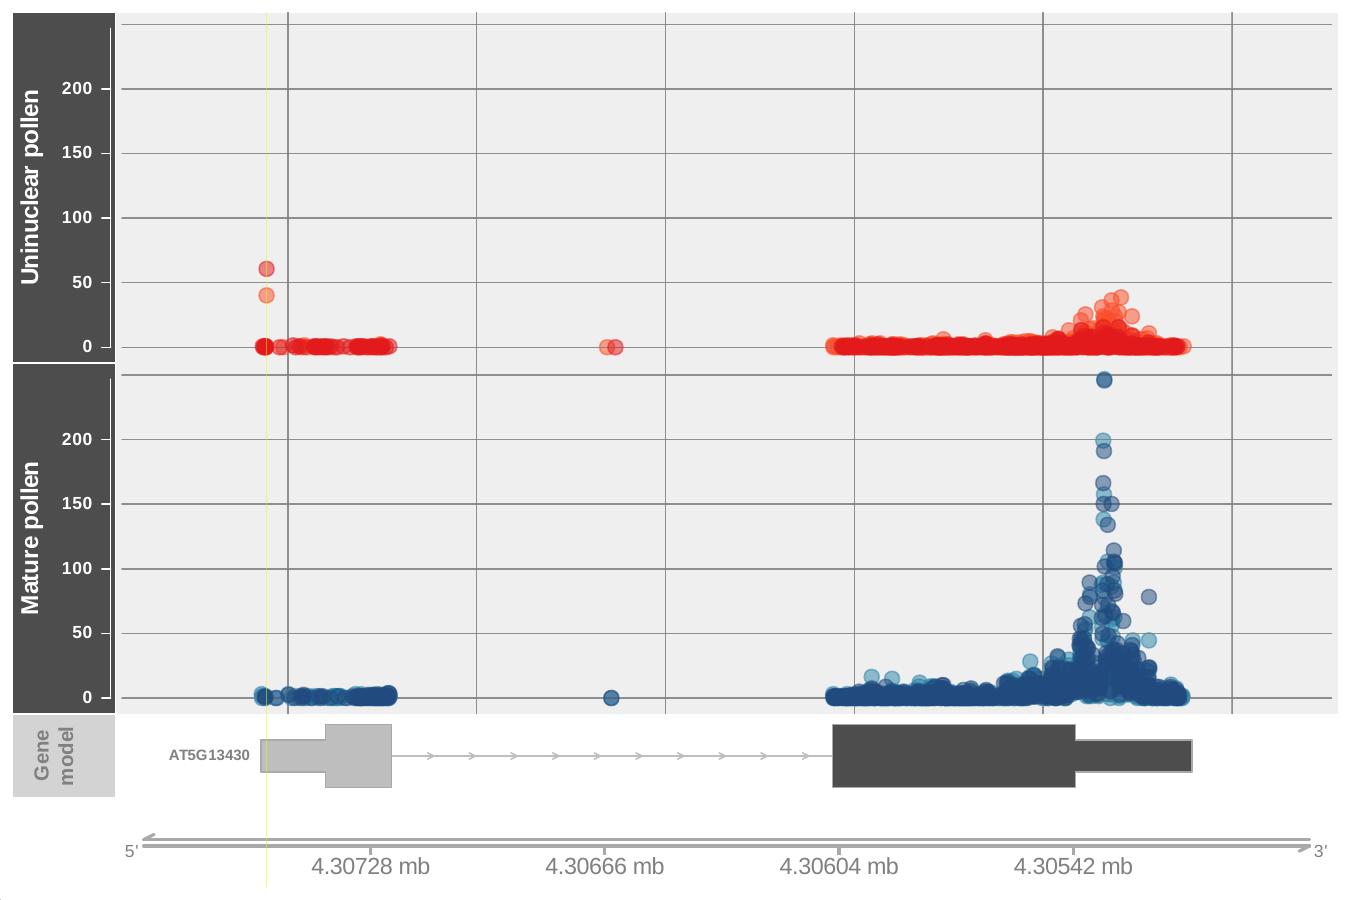 Uninuclear pollen
200
150
100
50
0
Mature pollen
200
150
100
50
0
Gene
model
AT5G13430
5'
3'
4.30728 mb
4.30666 mb
4.30604 mb
4.30542 mb